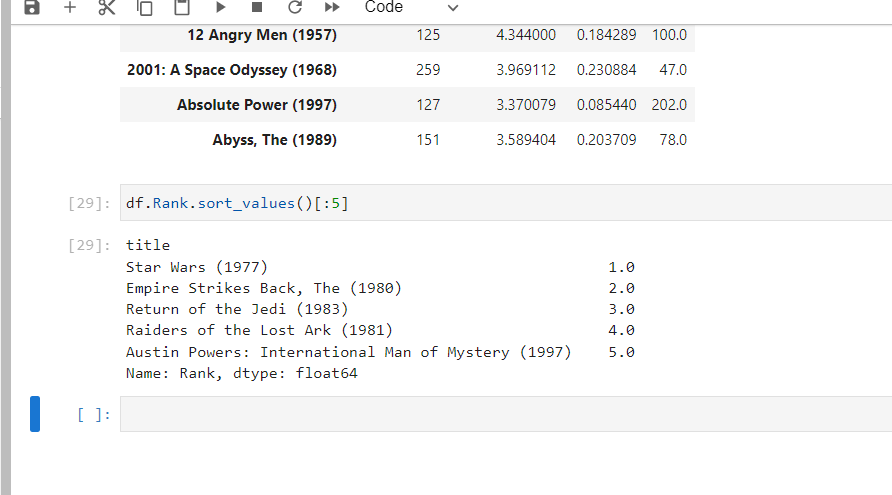 Code
12 Angry Men (1957) 125 4.344000 0.184289 100.0
2001: A Space Odyssey (1968) 259 3.969112 0.230884 47.0
Absolute Power (1997) 127 3.370079 0.085440 202.0
Abyss, The (1989) 151 3.589404 0.203709 78.0
[29]: df.Rank.sort_values()[:5]
[29]: title
Star Wars (1977) 1.0
Empire Strikes Back, The (1980) 2.0
Return of the Jedi (1983) 3.0
Raiders of the Lost Ark (1981) 4.0
Austin Powers: International Man of Mystery (1997) 5.0
Name: Rank, dtype: float64
[ ]: